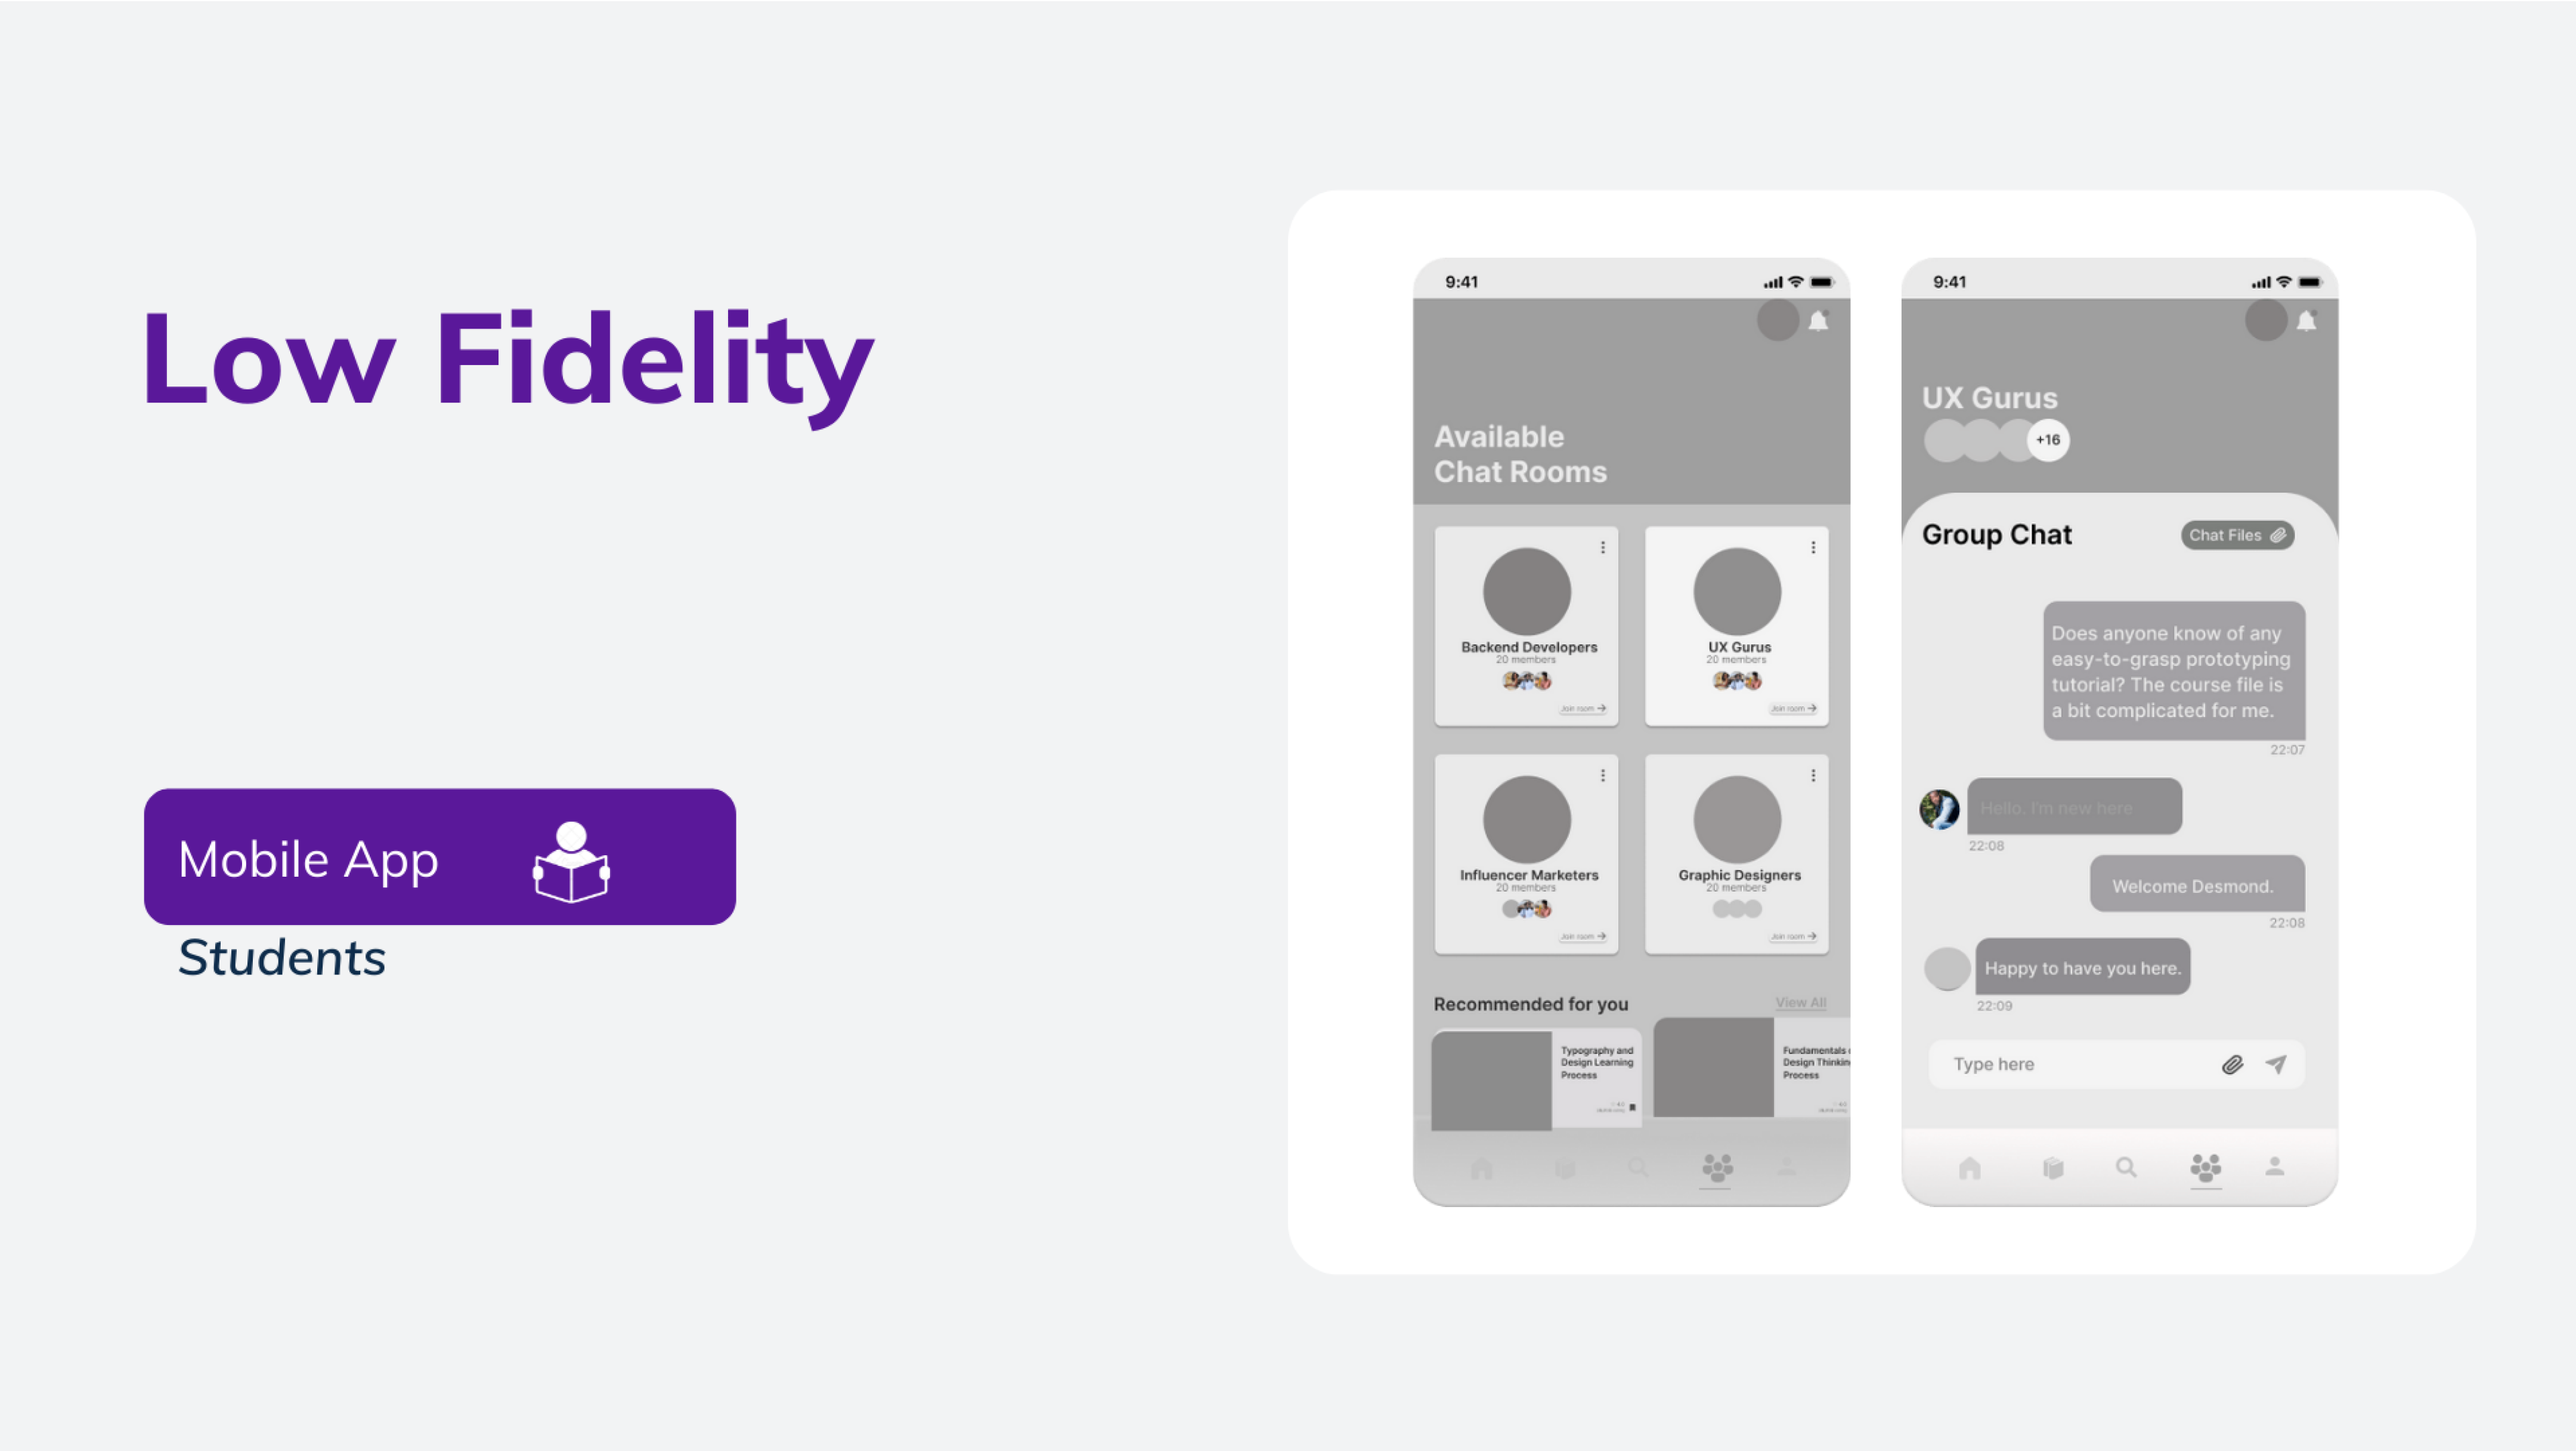 Low Fidelity
Mobile App
Students
9:41
Available
Chat Rooms
Backend Developers
20 members
Join room
UX Gurus
20 members
Join room
Influencer Marketers
20 members
Join room
Graphic Designers
20 members
Join room
Recommended for you
View All
Typography and
Design Learning
Process
Fundamentals
Design Thinkin
Process
9:41
UX Gurus
+16
Group Chat
Chat Files
Does anyone know of any
easy-to-grasp prototyping
tutorial? The course file is
a bit complicated for me.
22:07
Hello. I'm new here
22:08
Welcome Desmond.
22:08
Happy to have you here.
22:09
Type here